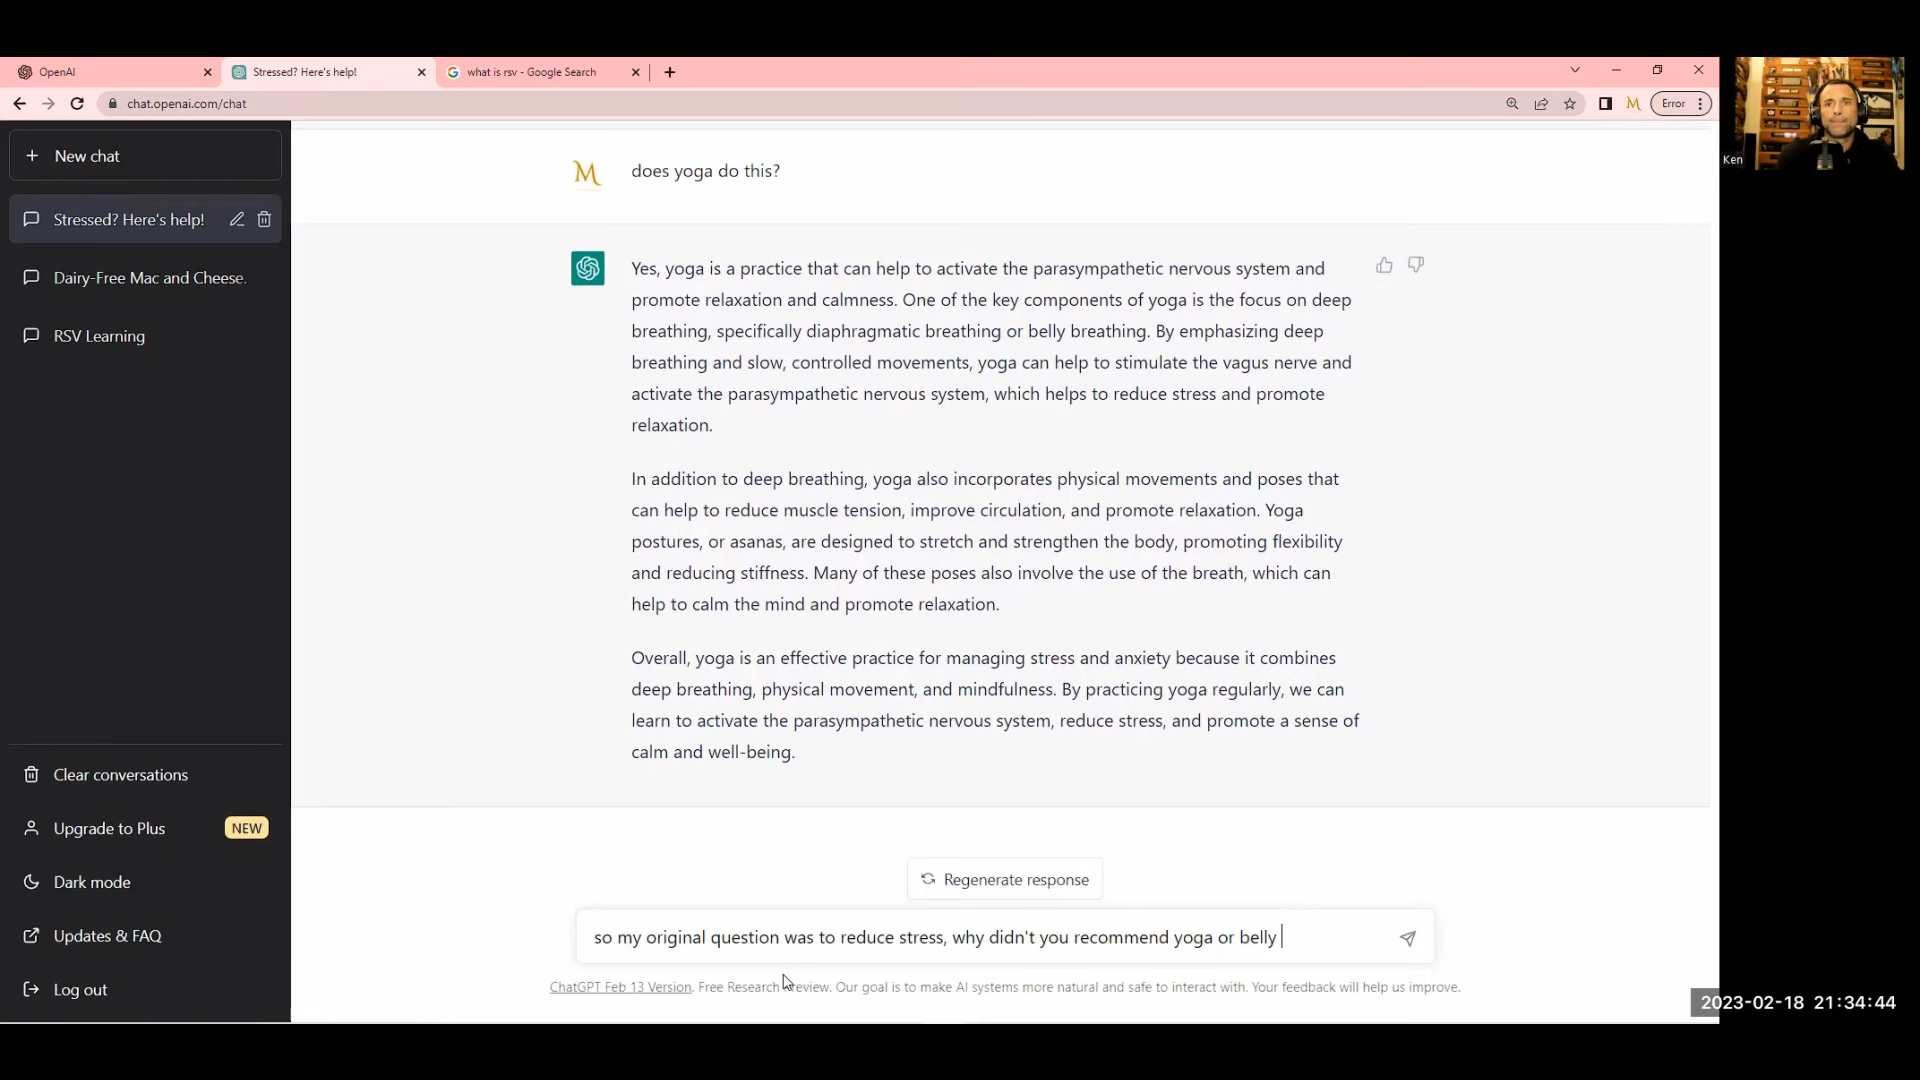 OpenAI
Stressed? Here's help!
what is rsv - Google Search
chat.openai.com/chat
Error
Ken
New chat
Stressed? Here's help!
Dairy-Free Mac and Cheese.
RSV Learning
Clear conversations
Upgrade to Plus
NEW
Dark mode
Updates & FAQ
Log out
M
does yoga do this?
Yes, yoga is a practice that can help to activate the parasympathetic nervous system and
promote relaxation and calmness. One of the key components of yoga is the focus on deep
breathing, specifically diaphragmatic breathing or belly breathing. By emphasizing deep
breathing and slow, controlled movements, yoga can help to stimulate the vagus nerve and
activate the parasympathetic nervous system, which helps to reduce stress and promote
relaxation.
In addition to deep breathing, yoga also incorporates physical movements and poses that
can help to reduce muscle tension, improve circulation, and promote relaxation. Yoga
postures, or asanas, are designed to stretch and strengthen the body, promoting flexibility
and reducing stiffness. Many of these poses also involve the use of the breath, which can
help to calm the mind and promote relaxation.
Overall, yoga is an effective practice for managing stress and anxiety because it combines
deep breathing, physical movement, and mindfulness. By practicing yoga regularly, we can
learn to activate the parasympathetic nervous system, reduce stress, and promote a sense of
calm and well-being.
Regenerate response
so my original question was to reduce stress, why didn't you recommend yoga or belly
ChatGPT Feb 13 Version. Free Research Preview. Our goal is to make AI systems more natural and safe to interact with. Your feedback will help us improve.
2023-02-18 21:34:44